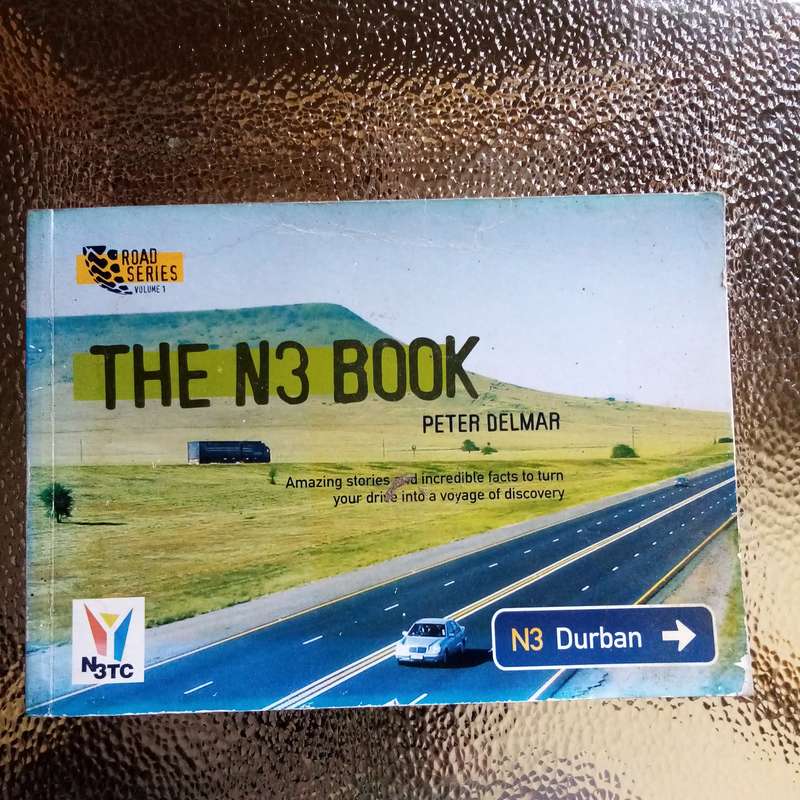 ROAD
SERIES
VOLUME 1
THE N3 BOOK
PETER DELMAR
Amazing stories and incredible facts to turn
your drive into a voyage of discovery
N3TC
N3 Durban